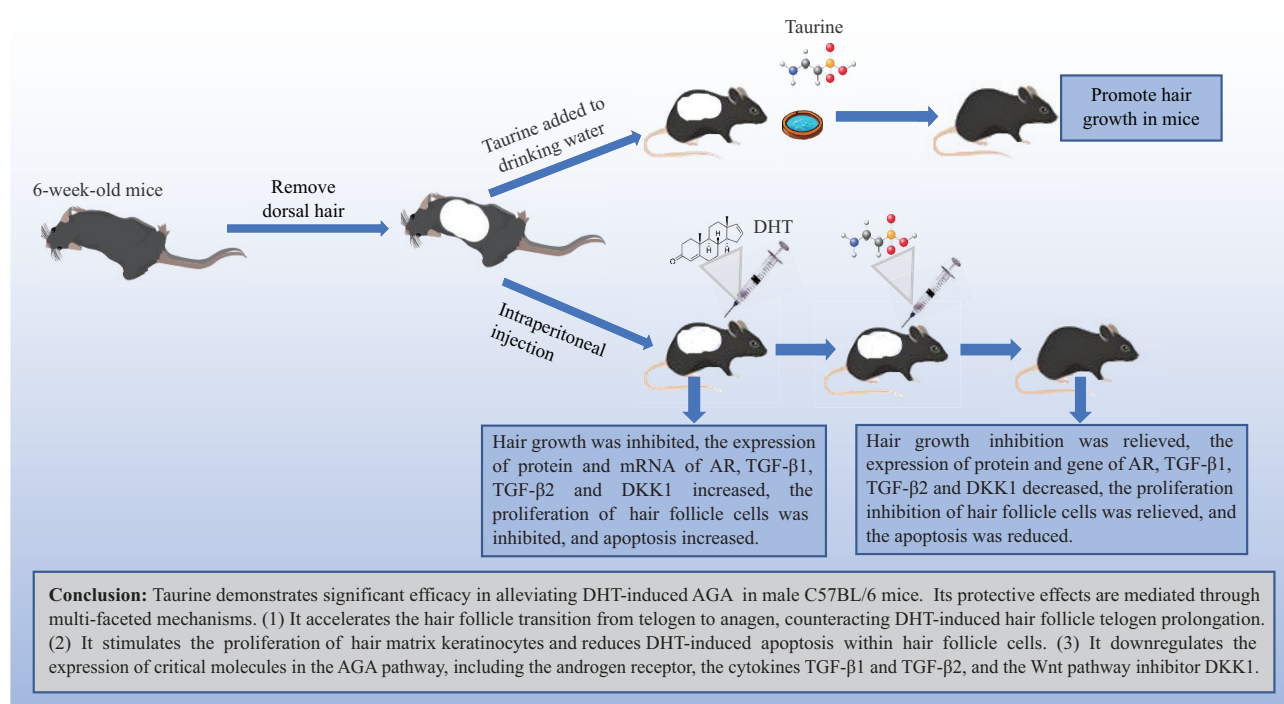 Taurine
Taurine added to
drinking water
Promote hair
growth in mice
6-week-old mice
Remove
dorsal hair
DHT
H
H
H
O
Intraperitoneal
injection
Hair growth was inhibited, the expression
of protein and mRNA of AR, TGF-β1,
TGF-β2 and DKK1 increased, the
proliferation of hair follicle cells was
inhibited, and apoptosis increased.
Hair growth inhibition was relieved, the
expression of protein and gene of AR, TGF-β1,
TGF-β2 and DKK1 decreased, the proliferation
inhibition of hair follicle cells was relieved, and
the apoptosis was reduced.
Conclusion: Taurine demonstrates significant efficacy in alleviating DHT-induced AGA in male C57BL/6 mice. Its protective effects are mediated through
multi-faceted mechanisms. (1) It accelerates the hair follicle transition from telogen to anagen, counteracting DHT-induced hair follicle telogen prolongation.
(2) It stimulates the proliferation of hair matrix keratinocytes and reduces DHT-induced apoptosis within hair follicle cells. (3) It downregulates the
expression of critical molecules in the AGA pathway, including the androgen receptor, the cytokines TGF-β1 and TGF-β2, and the Wnt pathway inhibitor DKK1.